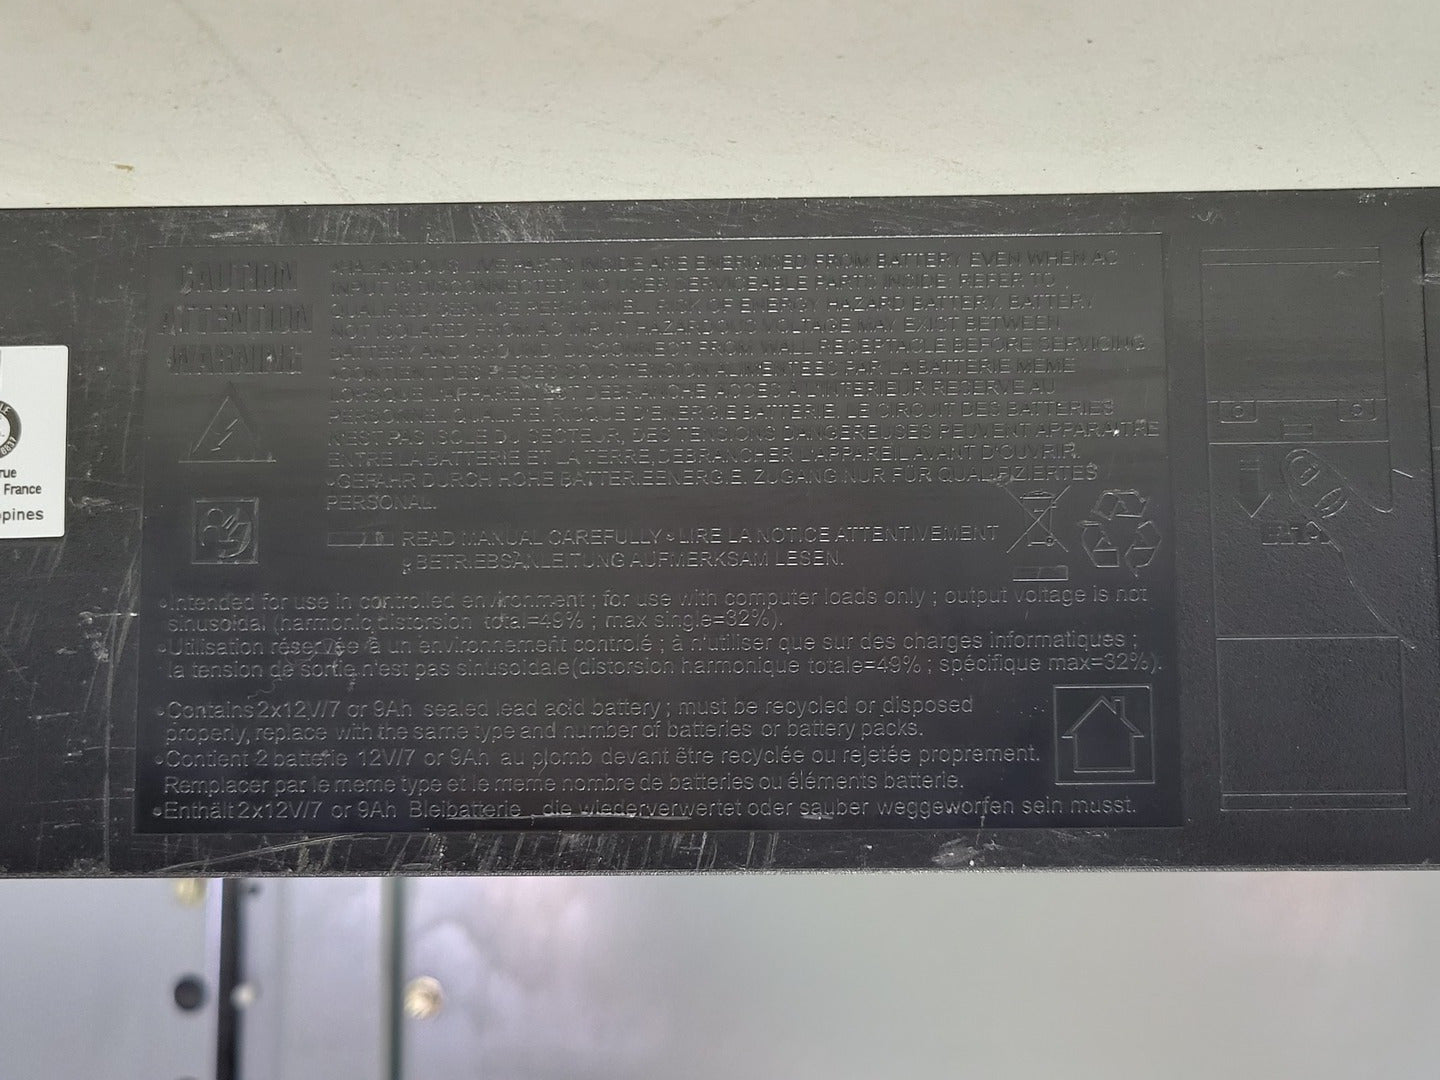 CAUTION
ATTENTION
WARNING
•HAZARDOUS LIVE PARTS INSIDE ARE ENERGISED FROM BATTERY EVEN WHEN AC
INPUT IS DISCONNECTED. NO USER SERVICEABLE PARTS INSIDE. REFER TO
QUALIFIED SERVICE PERSONNEL. RISK OF ENERGY HAZARD BATTERY. BATTERY
NOT ISOLATED FROM AC INPUT. HAZARDOUS VOLTAGE MAY EXIST BETWEEN
BATTERY AND GROUND. DISCONNECT FROM WALL RECEPTACLE BEFORE SERVICING.
•CONTIENT DES PIECES SOUS TENSION ALIMENTEES PAR LA BATTERIE MEME
LORSQUE L'APPAREIL EST DEBRANCHE ACCES A L'INTERIEUR RESERVE AU
PERSONNEL QUALIFIE. RISQUE D'ENERGIE BATTERIE. LE CIRCUIT DES BATTERIES
N'EST PAS ISOLE DU SECTEUR, DES TENSIONS DANGEREUSES PEUVENT APPARAITRE
ENTRE LA BATTERIE ET LA TERRE, DEBRANCHER L'APPAREIL AVANT D'OUVRIR.
•GEFAHR DURCH HOHE BATTERIEENERGIE. ZUGANG NUR FÜR QUALIFIZIERTES
PERSONAL.
READ MANUAL CAREFULLY • LIRE LA NOTICE ATTENTIVEMENT
• BETRIEBSANLEITUNG AUFMERKSAM LESEN.
•Intended for use in controlled environment ; for use with computer loads only ; output voltage is not
sinusoidal (harmonic distorsion total=49% ; max single=32%).
•Utilisation réservée à un environnement controlé ; à n'utiliser que sur des charges informatiques ;
la tension de sortie n'est pas sinusoidale (distorsion harmonique totale=49% ; spécifique max=32%).
•Contains 2x12V/7 or 9Ah sealed lead acid battery ; must be recycled or disposed
properly, replace with the same type and number of batteries or battery packs.
•Contient 2 batterie 12V/7 or 9Ah au plomb devant être recyclée ou rejetée proprement.
Remplacer par le meme type et le meme nombre de batteries ou éléments batterie.
•Enthält 2x12V/7 or 9Ah Bleibatterie , die wiederverwertet oder sauber weggeworfen sein musst.
rue
France